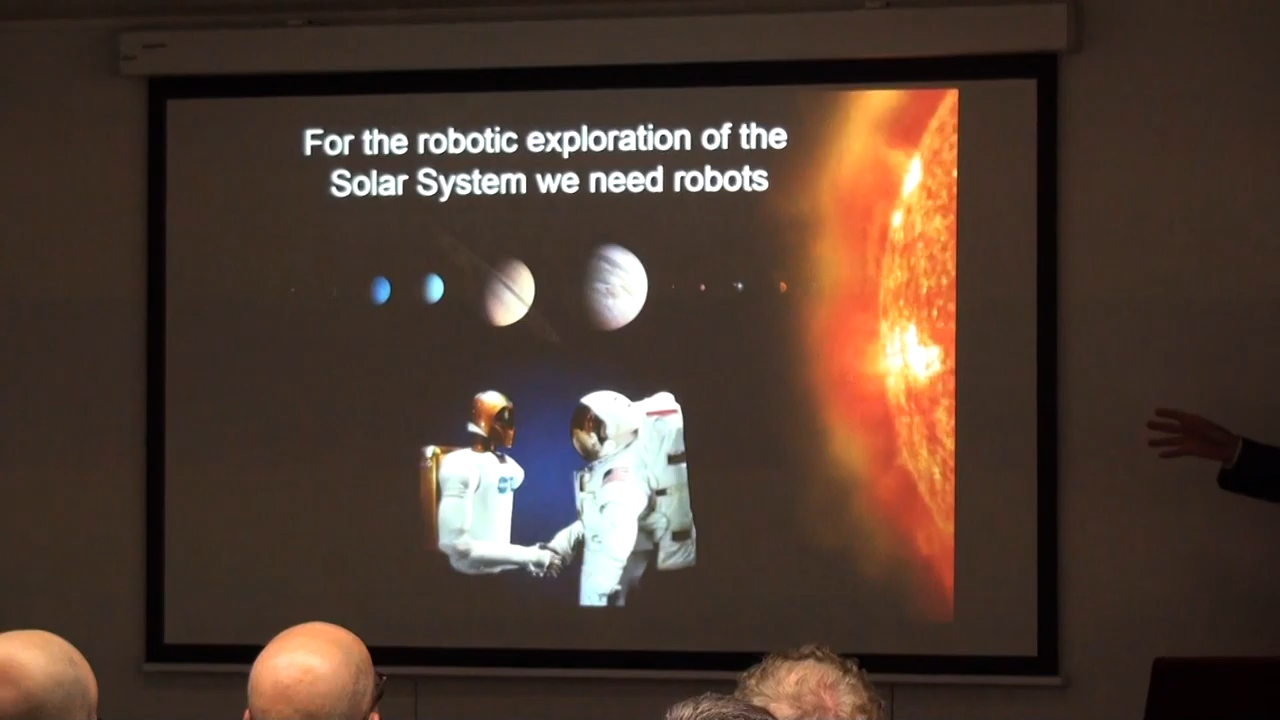 For the robotic exploration of the
Solar System we need robots